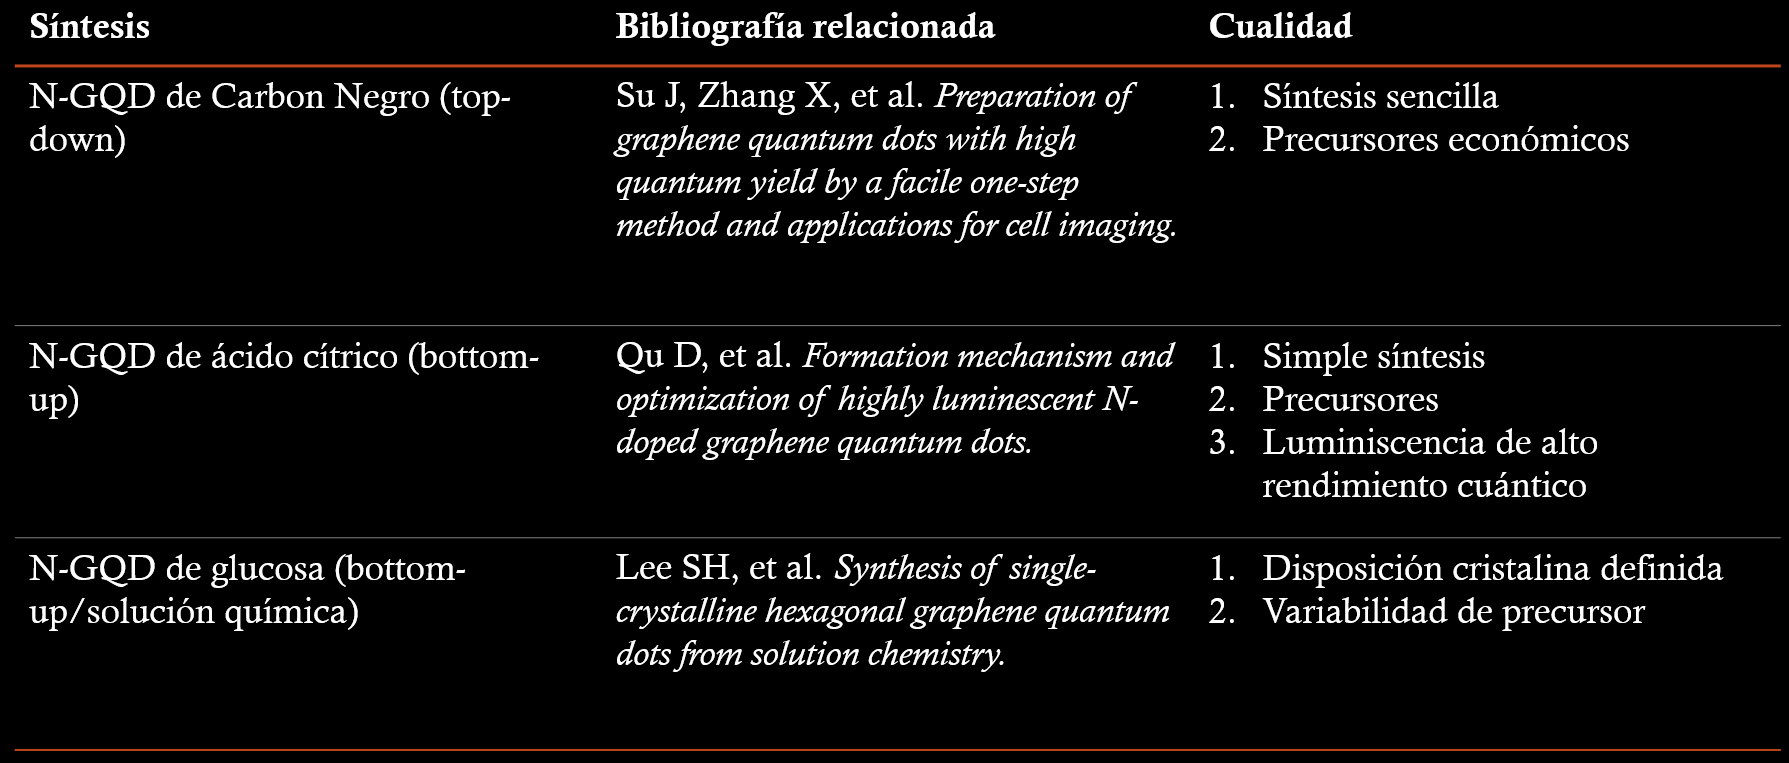 Síntesis
Bibliografía relacionada
Cualidad
N-GQD de Carbon Negro (top-
down)
Su J, Zhang X, et al. Preparation of
graphene quantum dots with high
quantum yield by a facile one-step
method and applications for cell imaging.
1. Síntesis sencilla
2. Precursores económicos
N-GQD de ácido cítrico (bottom-
up)
Qu D, et al. Formation mechanism and
optimization of highly luminescent N-
doped graphene quantum dots.
1. Simple síntesis
2. Precursores
3. Luminiscencia de alto
rendimiento cuántico
N-GQD de glucosa (bottom-
up/solución química)
Lee SH, et al. Synthesis of single-
crystalline hexagonal graphene quantum
dots from solution chemistry.
1. Disposición cristalina definida
2. Variabilidad de precursor